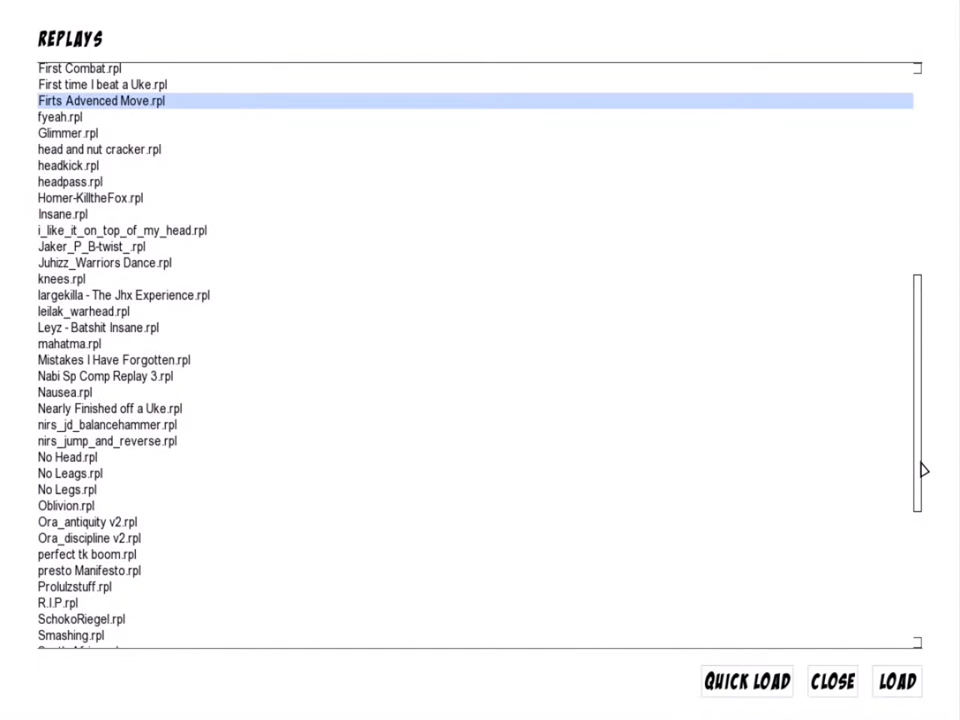 REPLAYS
First Combat.rpl
First time I beat a Uke.rpl
Firts Advenced Move.rpl
fyeah.rpl
Glimmer.rpl
head and nut cracker.rpl
headkick.rpl
headpass.rpl
Homer-KilltheFox.rpl
Insane.rpl
i_like_it_on_top_of_my_head.rpl
Jaker_P_B-twist_.rpl
Juhizz_Warriors Dance.rpl
knees.rpl
largekilla - The Jhx Experience.rpl
leilak_warhead.rpl
Leyz - Batshit Insane.rpl
mahatma.rpl
Mistakes I Have Forgotten.rpl
Nabi Sp Comp Replay 3.rpl
Nausea.rpl
Nearly Finished off a Uke.rpl
nirs_jd_balancehammer.rpl
nirs_jump_and_reverse.rpl
No Head.rpl
No Leags.rpl
No Legs.rpl
Oblivion.rpl
Ora_antiquity v2.rpl
Ora_discipline v2.rpl
perfect tk boom.rpl
presto Manifesto.rpl
Prolulzstuff.rpl
R.I.P.rpl
SchokoRiegel.rpl
Smashing.rpl
QUICK LOAD CLOSE LOAD